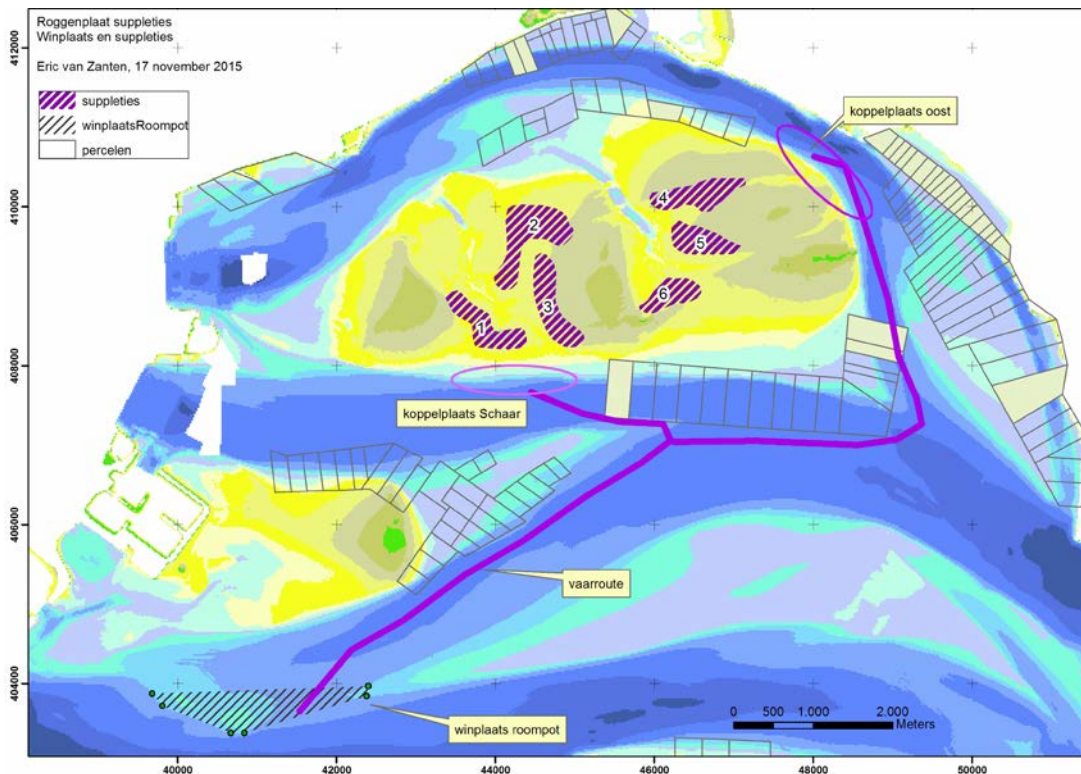 Roggenplaat suppleties
Winplaats en suppleties
Eric van Zanten, 17 november 2015
suppleties
winplaatsRoompot
percelen
koppelplaats oost
koppelplaats Schaar
vaarroute
winplaats roompot
1
2
3
4
5
6
0 500 1.000 2.000
Meters
412000
410000
408000
406000
404000
40000 42000 44000 46000 48000 50000